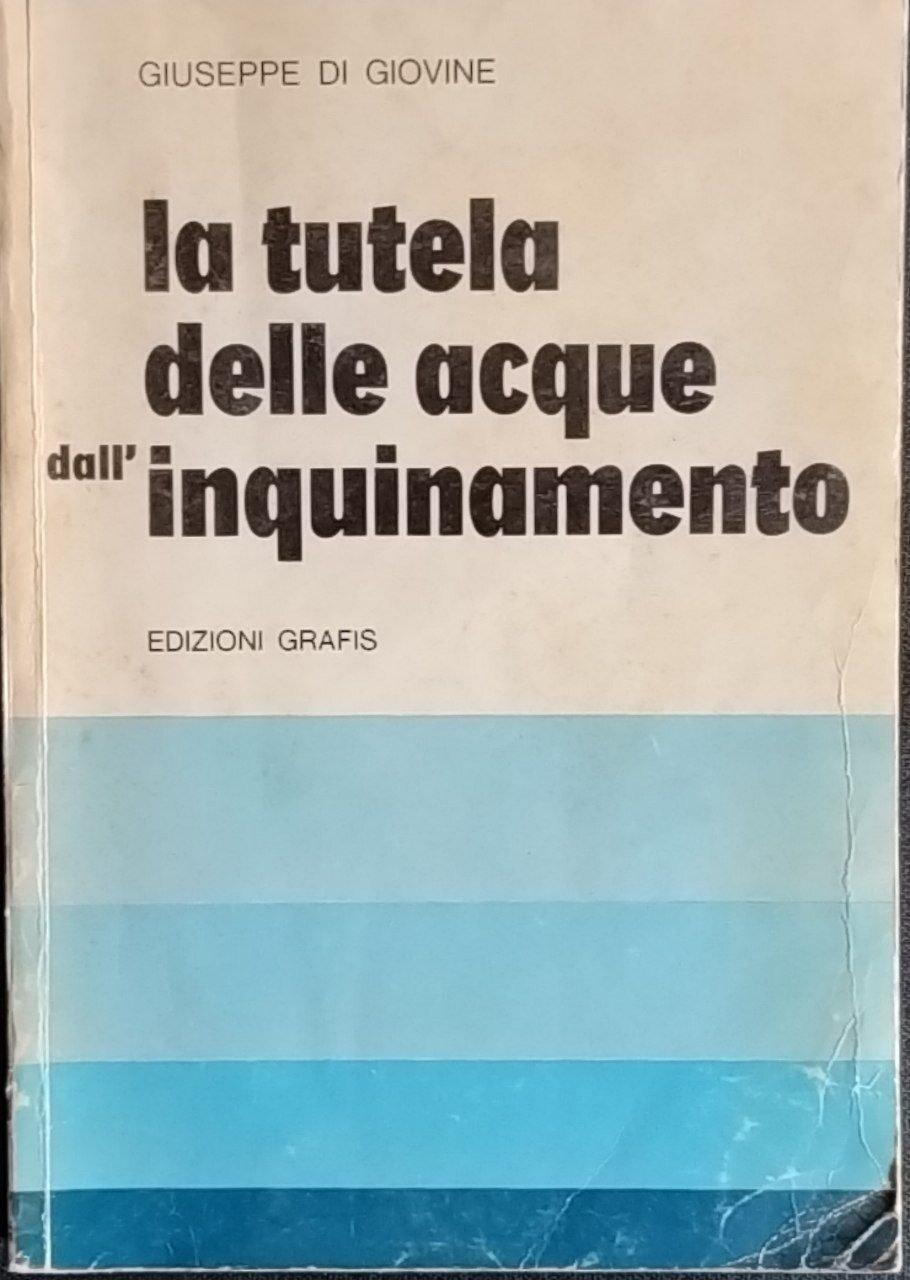 GIUSEPPE DI GIOVINE
la tutela
delle acque
dall' inquinamento
EDIZIONI GRAFIS